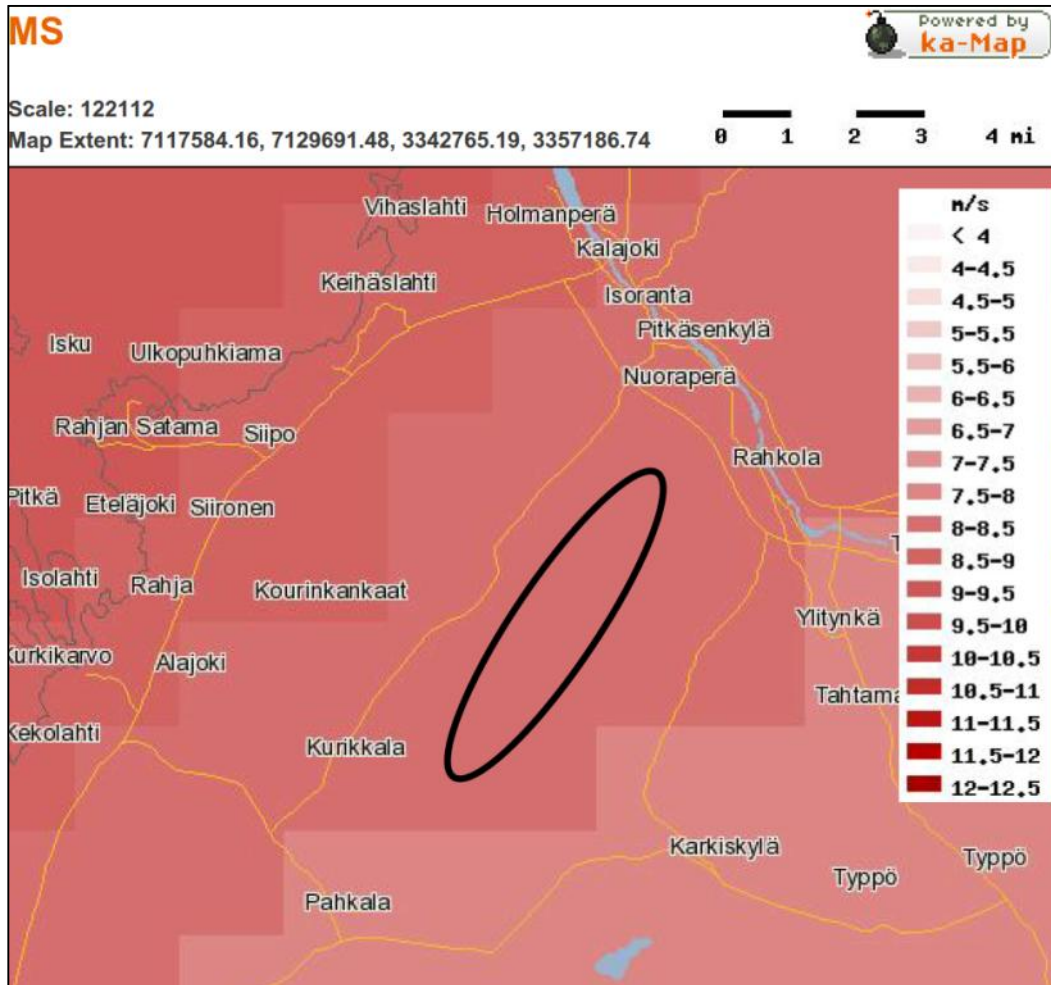 MS
Powered by
ka-Map
Scale: 122112
Map Extent: 7117584.16, 7129691.48, 3342765.19, 3357186.74
0 1 2 3 4 mi
Vihaslahti
Holmanperä
Kalajoki
Keihäslahti
Isoranta
Pitkäsenkylä
Isku
Ulkopuhkiama
Nuoraperä
Rahjan Satama
Siipo
Rahkola
Pitkä
Eteläjoki
Siironen
T
Isolahti
Rahja
Kourinkankaat
Ylitynkä
Kurkikarvo
Alajoki
Tahtama
Kekolahti
Kurikkala
Karkiskylä
Typpö
Typpö
Pahkala
m/s
< 4
4-4.5
4.5-5
5-5.5
5.5-6
6-6.5
6.5-7
7-7.5
7.5-8
8-8.5
8.5-9
9-9.5
9.5-10
10-10.5
10.5-11
11-11.5
11.5-12
12-12.5